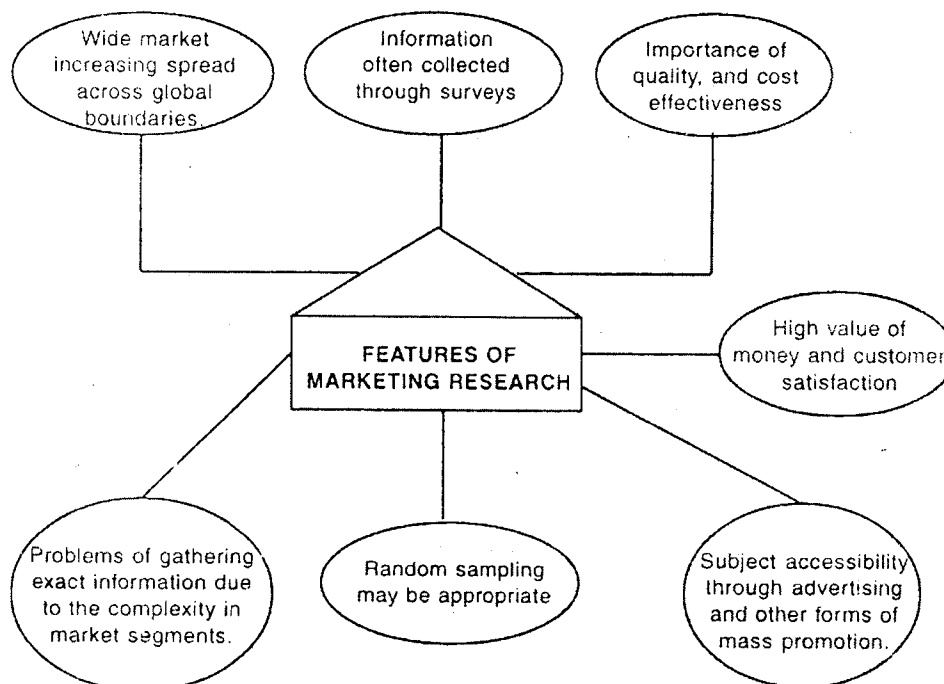 Wide market
increasing spread
across global
boundaries.
Information
often collected
through surveys
Importance of
quality, and cost
effectiveness
FEATURES OF
MARKETING RESEARCH
High value of
money and customer
satisfaction
Problems of gathering
exact information due
to the complexity in
market segments.
Random sampling
may be appropriate
Subject accessibility
through advertising
and other forms of
mass promotion.